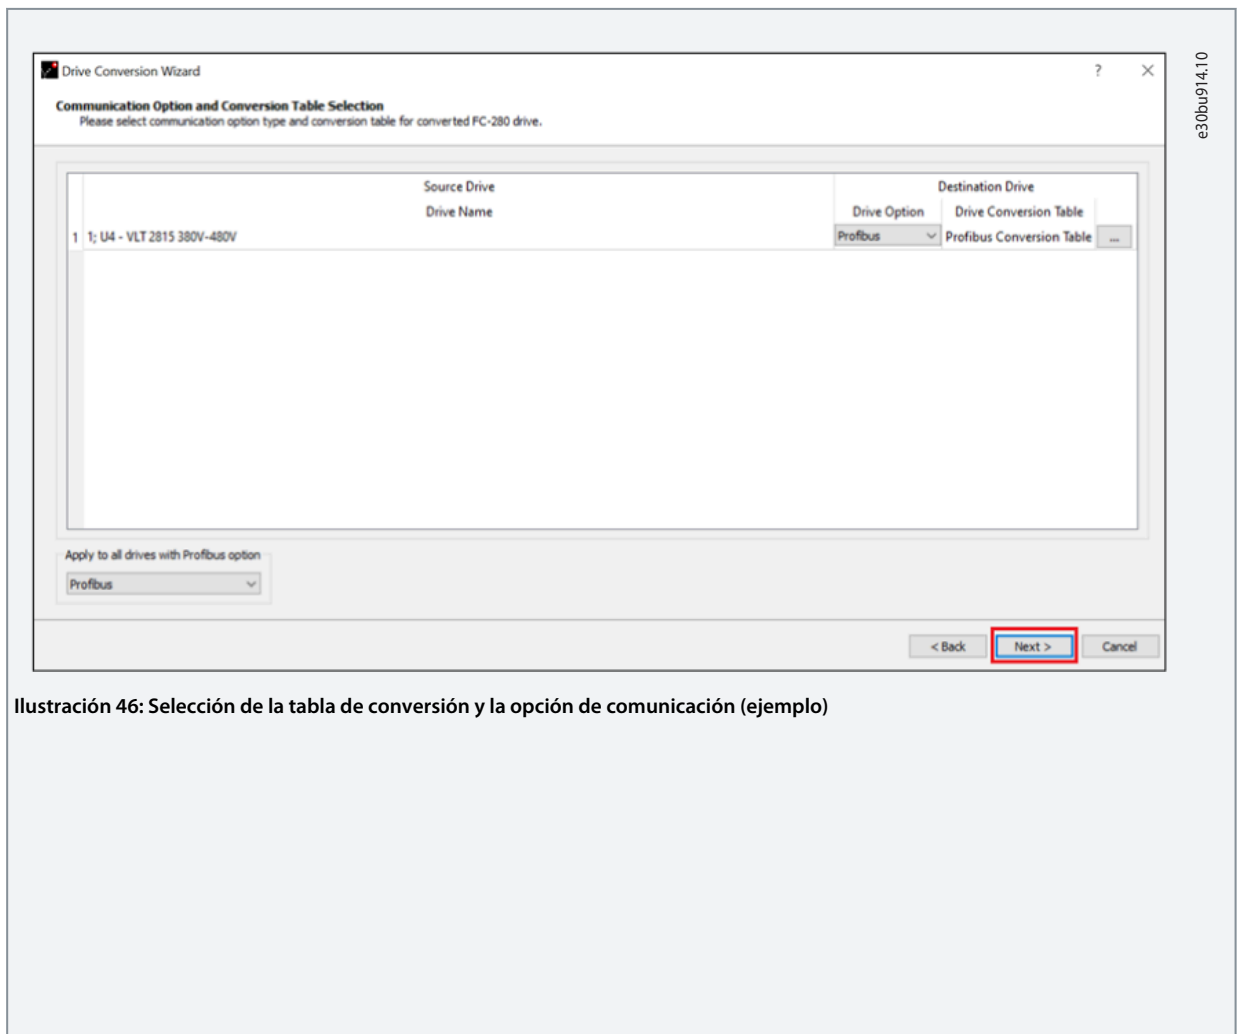 Drive Conversion Wizard
?
Communication Option and Conversion Table Selection
Please select communication option type and conversion table for converted FC-280 drive.
Source Drive
Destination Drive
Drive Name
Drive Option
Drive Conversion Table
1
1; U4 - VLT 2815 380V-480V
Profibus
Profibus Conversion Table
...
Apply to all drives with Profibus option
Profibus
< Back
Next >
Cancel
e30bu914.10
Ilustración 46: Selección de la tabla de conversión y la opción de comunicación (ejemplo)